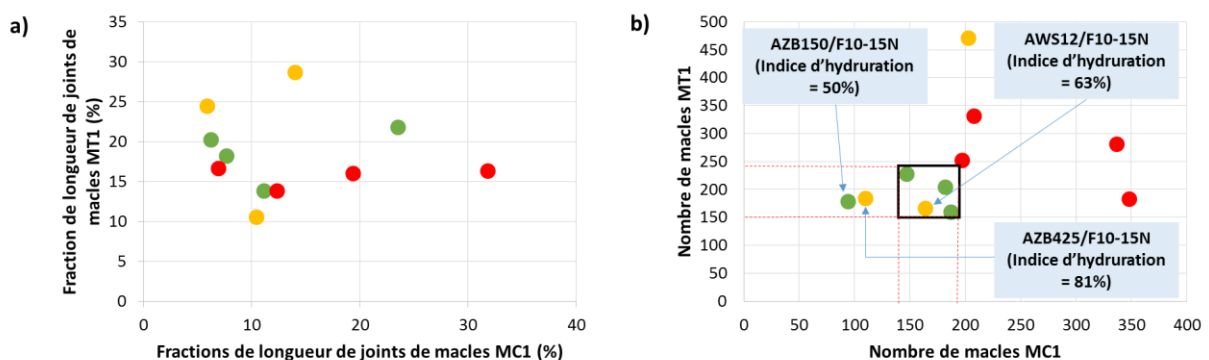 a)
Fraction de longueur de joints de
macles MT1 (%)
35
30
25
20
15
10
5
0
0 10 20 30 40
Fractions de longueur de joints de macles MC1 (%)
b)
Nombre de macles MT1
500
450
400
350
300
250
200
150
100
50
0
0 50 100 150 200 250 300 350 400
Nombre de macles MC1
AZB150/F10-15N
(Indice d’hydruration
= 50%)
AWS12/F10-15N
(Indice d’hydruration
= 63%)
AZB425/F10-15N
(Indice d’hydruration
= 81%)